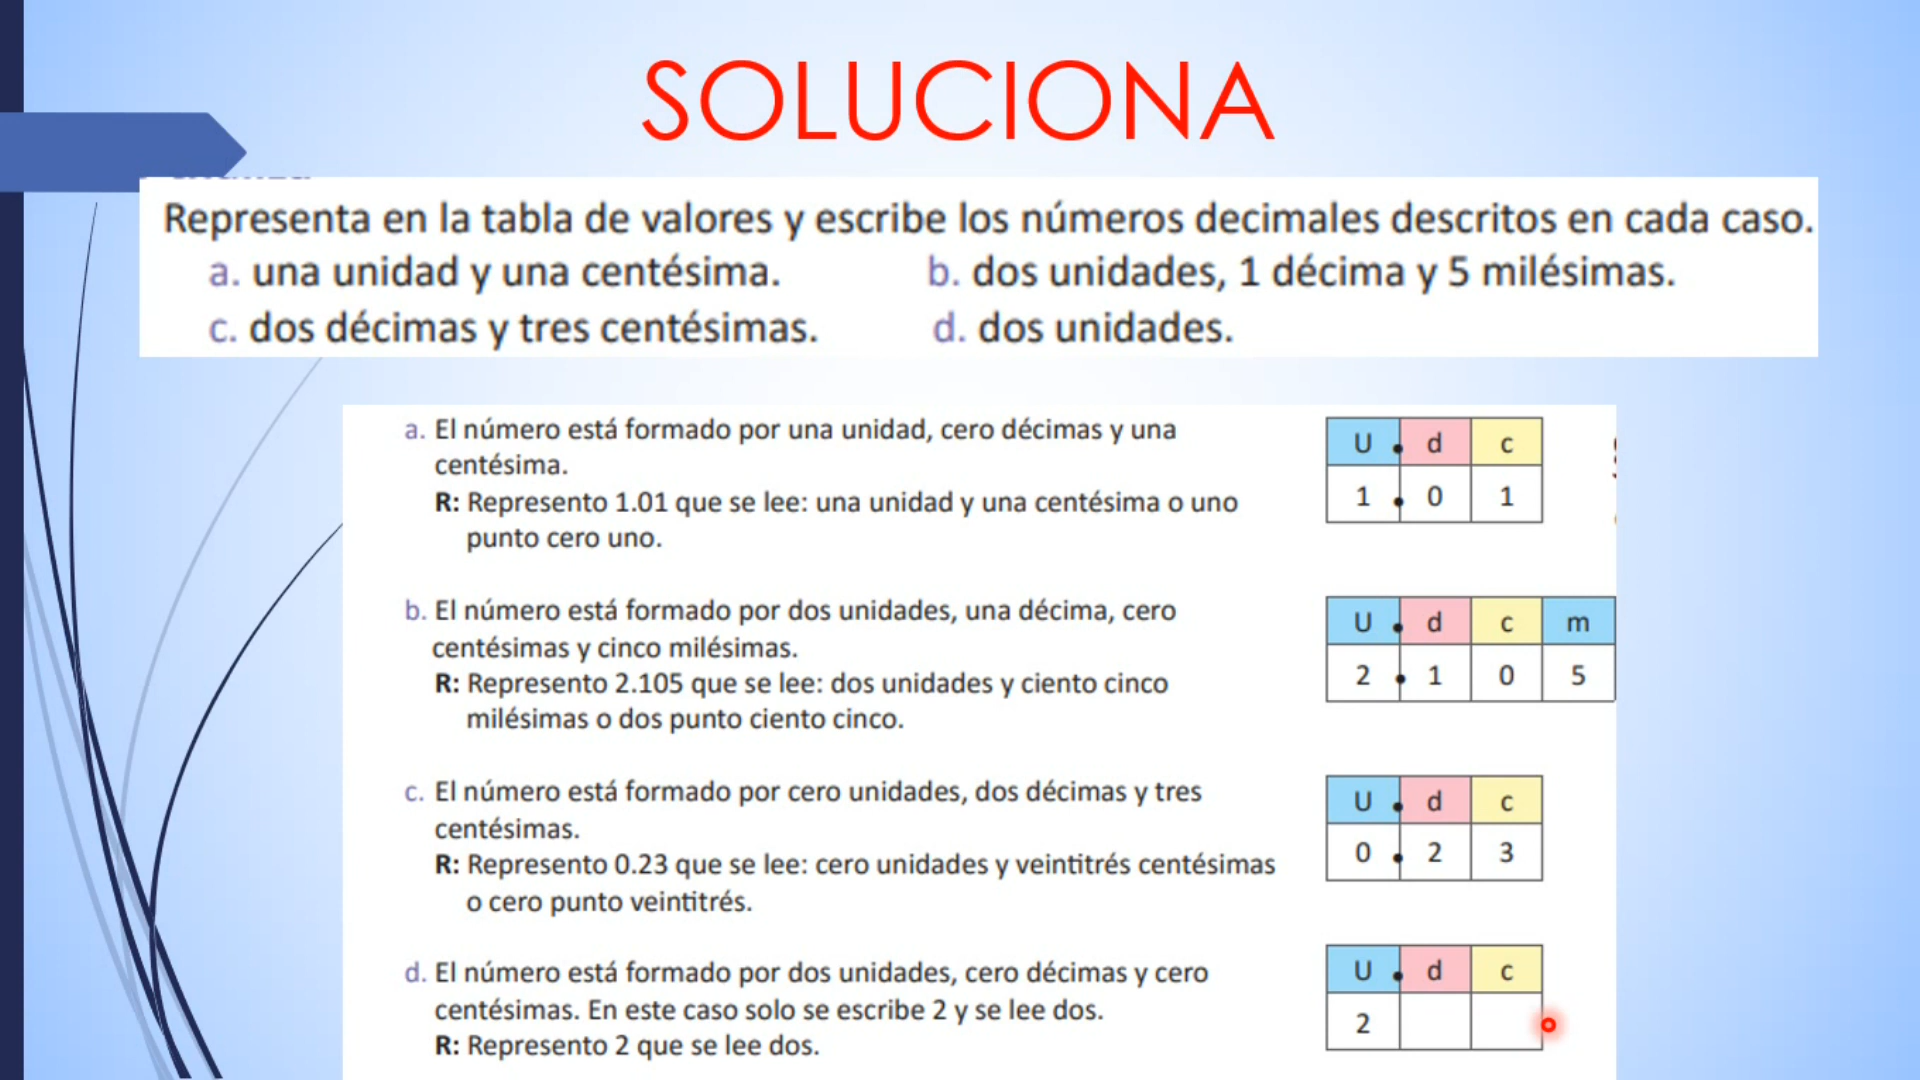 SOLUCIONA
Representa en la tabla de valores y escribe los números decimales descritos en cada caso.
a. una unidad y una centésima.
b. dos unidades, 1 décima y 5 milésimas.
c. dos décimas y tres centésimas.
d. dos unidades.
a. El número está formado por una unidad, cero décimas y una
centésima.
R: Represento 1.01 que se lee: una unidad y una centésima o uno
punto cero uno.
U . d c
1 . 0 1
b. El número está formado por dos unidades, una décima, cero
centésimas y cinco milésimas.
R: Represento 2.105 que se lee: dos unidades y ciento cinco
milésimas o dos punto ciento cinco.
U . d c m
2 . 1 0 5
c. El número está formado por cero unidades, dos décimas y tres
centésimas.
R: Represento 0.23 que se lee: cero unidades y veintitrés centésimas
o cero punto veintitrés.
U . d c
0 . 2 3
d. El número está formado por dos unidades, cero décimas y cero
centésimas. En este caso solo se escribe 2 y se lee dos.
R: Represento 2 que se lee dos.
U . d c
2